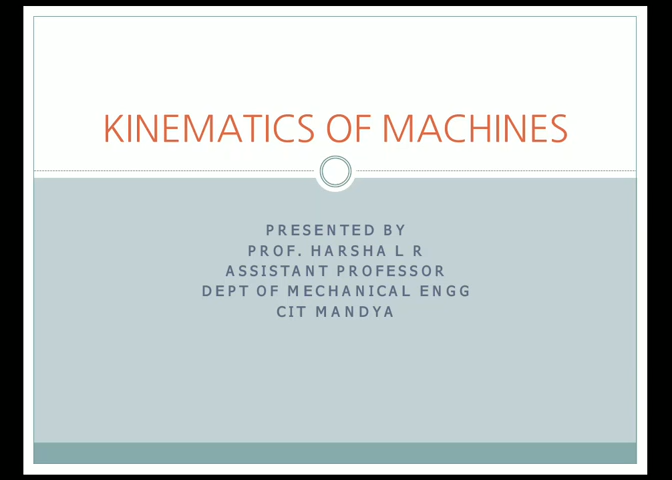 KINEMATICS OF MACHINES
PRESENTED BY
PROF. HARSHA L R
ASSISTANT PROFESSOR
DEPT OF MECHANICAL ENGG
CIT MANDYA